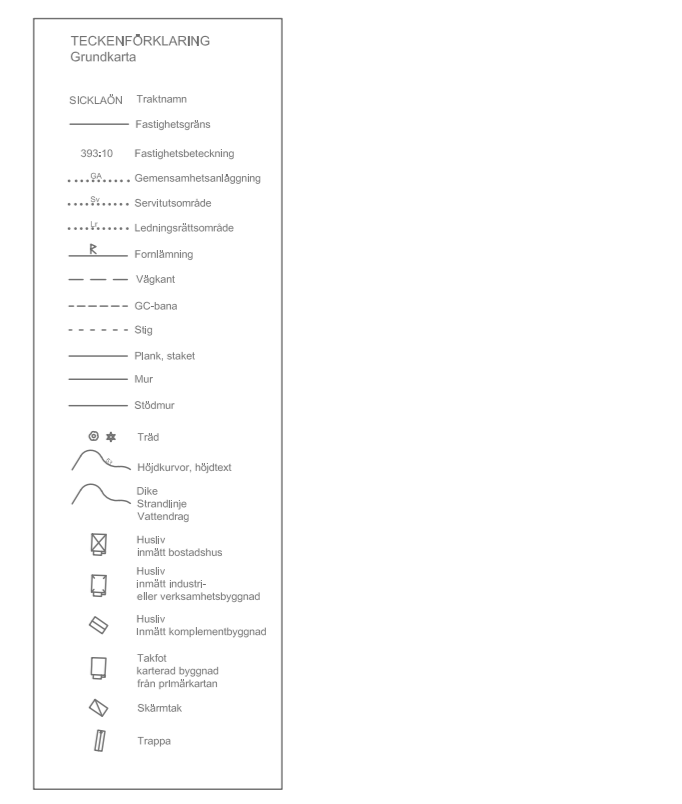 TECKENFÖRKLARING
Grundkarta
SICKLAÖN Traktnamn
Fastighetsgräns
393:10 Fastighetsbeteckning
GA Gemensamhetsanläggning
Sv Servitutsområde
Lr Ledningsrättsområde
R Fornlämning
Vägkant
GC-bana
Stig
Plank, staket
Mur
Stödmur
Träd
Höjdkurvor, höjdtext
Dike
Strandlinje
Vattendrag
Husliv
inmätt bostadshus
Husliv
inmätt industri-
eller verksamhetsbyggnad
Husliv
Inmätt komplementbyggnad
Takfot
karterad byggnad
från primärkartan
Skärmtak
Trappa